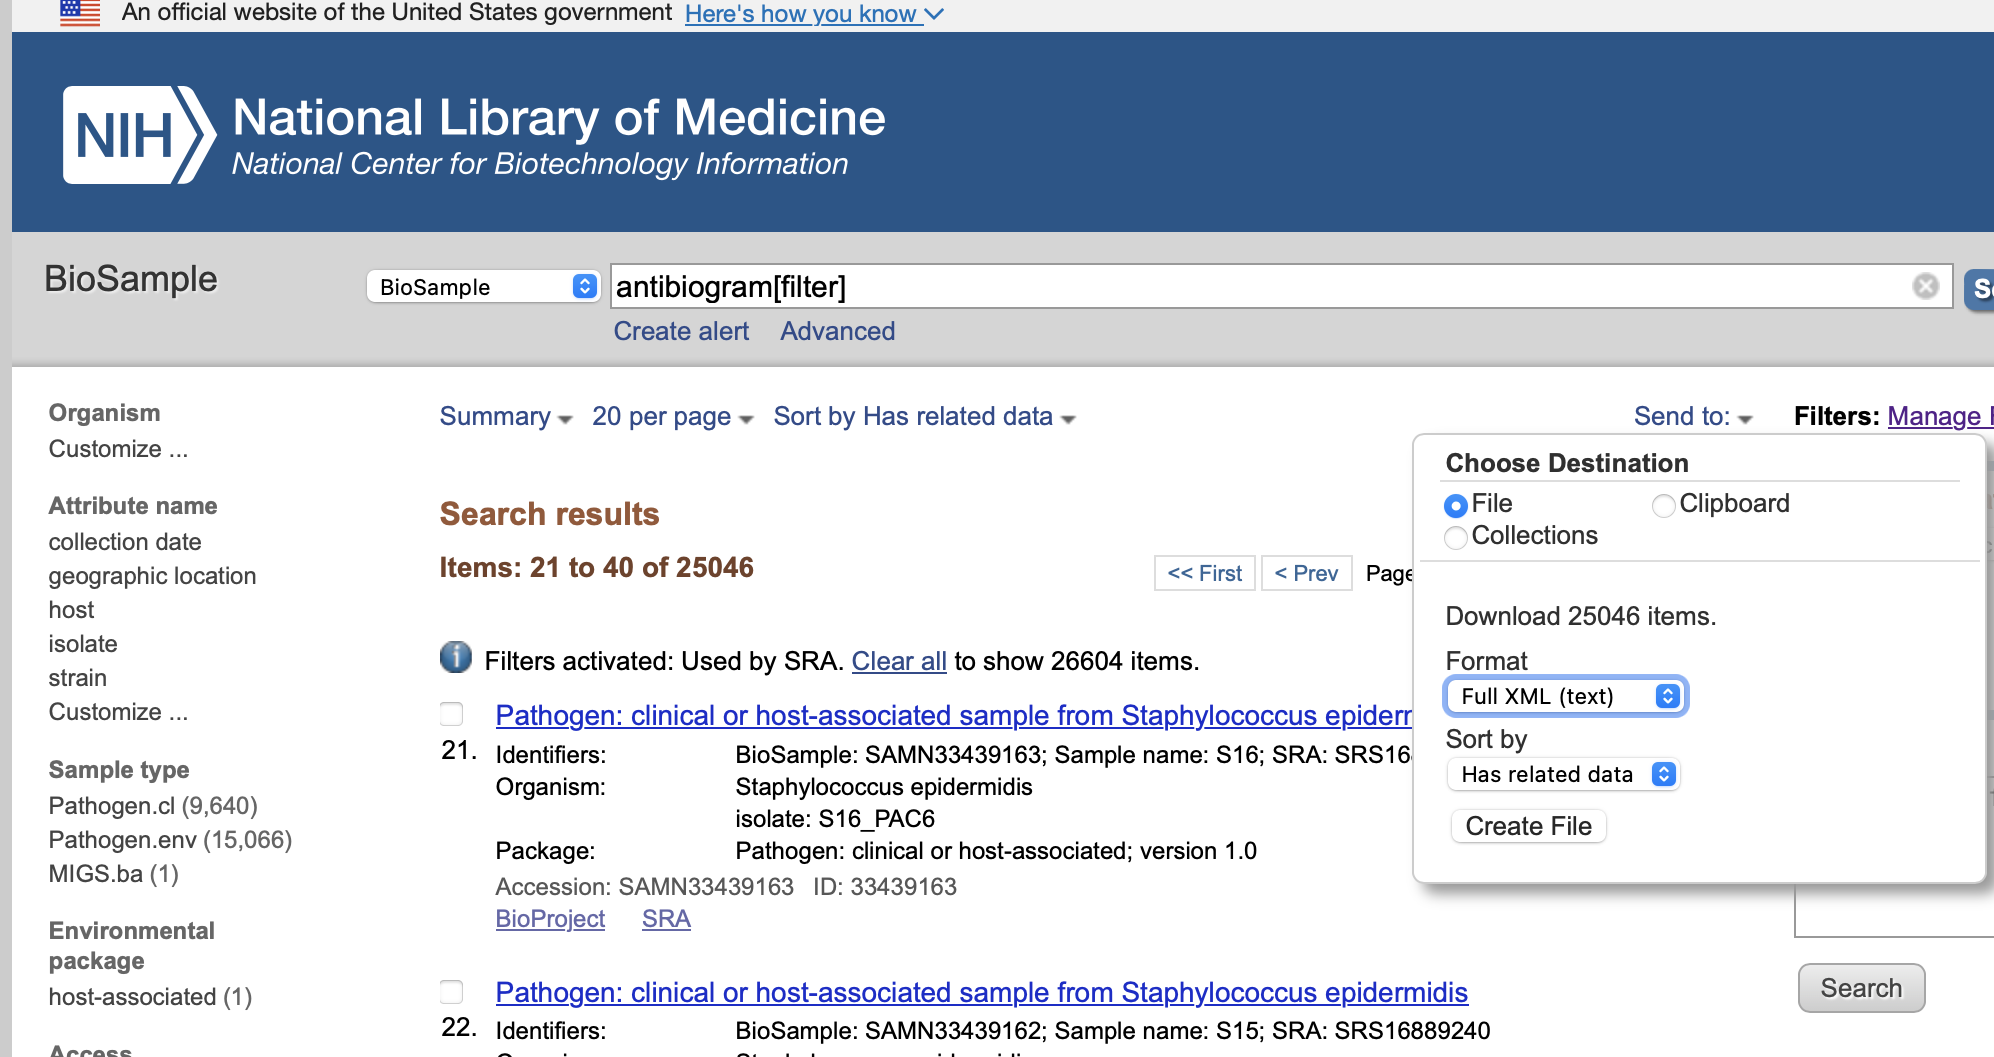 An official website of the United States government Here's how you know
NIH National Library of Medicine
National Center for Biotechnology Information
BioSample
BioSample
antibiogram[filter]
Create alert Advanced
Organism
Customize ...
Attribute name
collection date
geographic location
host
isolate
strain
Customize ...
Sample type
Pathogen.cl (9,640)
Pathogen.env (15,066)
MIGS.ba (1)
Environmental
package
host-associated (1)
Access
Summary 20 per page Sort by Has related data
Send to:
Filters: Manage
Search results
Items: 21 to 40 of 25046
<< First < Prev Page
Filters activated: Used by SRA. Clear all to show 26604 items.
Pathogen: clinical or host-associated sample from Staphylococcus
21.
Identifiers: BioSample: SAMN33439163; Sample name: S16; SRA:
Organism: Staphylococcus epidermidis
isolate: S16_PAC6
Package: Pathogen: clinical or host-associated; version 1.0
Accession: SAMN33439163 ID: 33439163
BioProject SRA
Pathogen: clinical or host-associated sample from Staphylococcus epidermidis
22.
Identifiers: BioSample: SAMN33439162; Sample name: S15; SRA: SRS16889240
Choose Destination
File Clipboard
Collections
Download 25046 items.
Format
Full XML (text)
Sort by
Has related data
Create File
Search